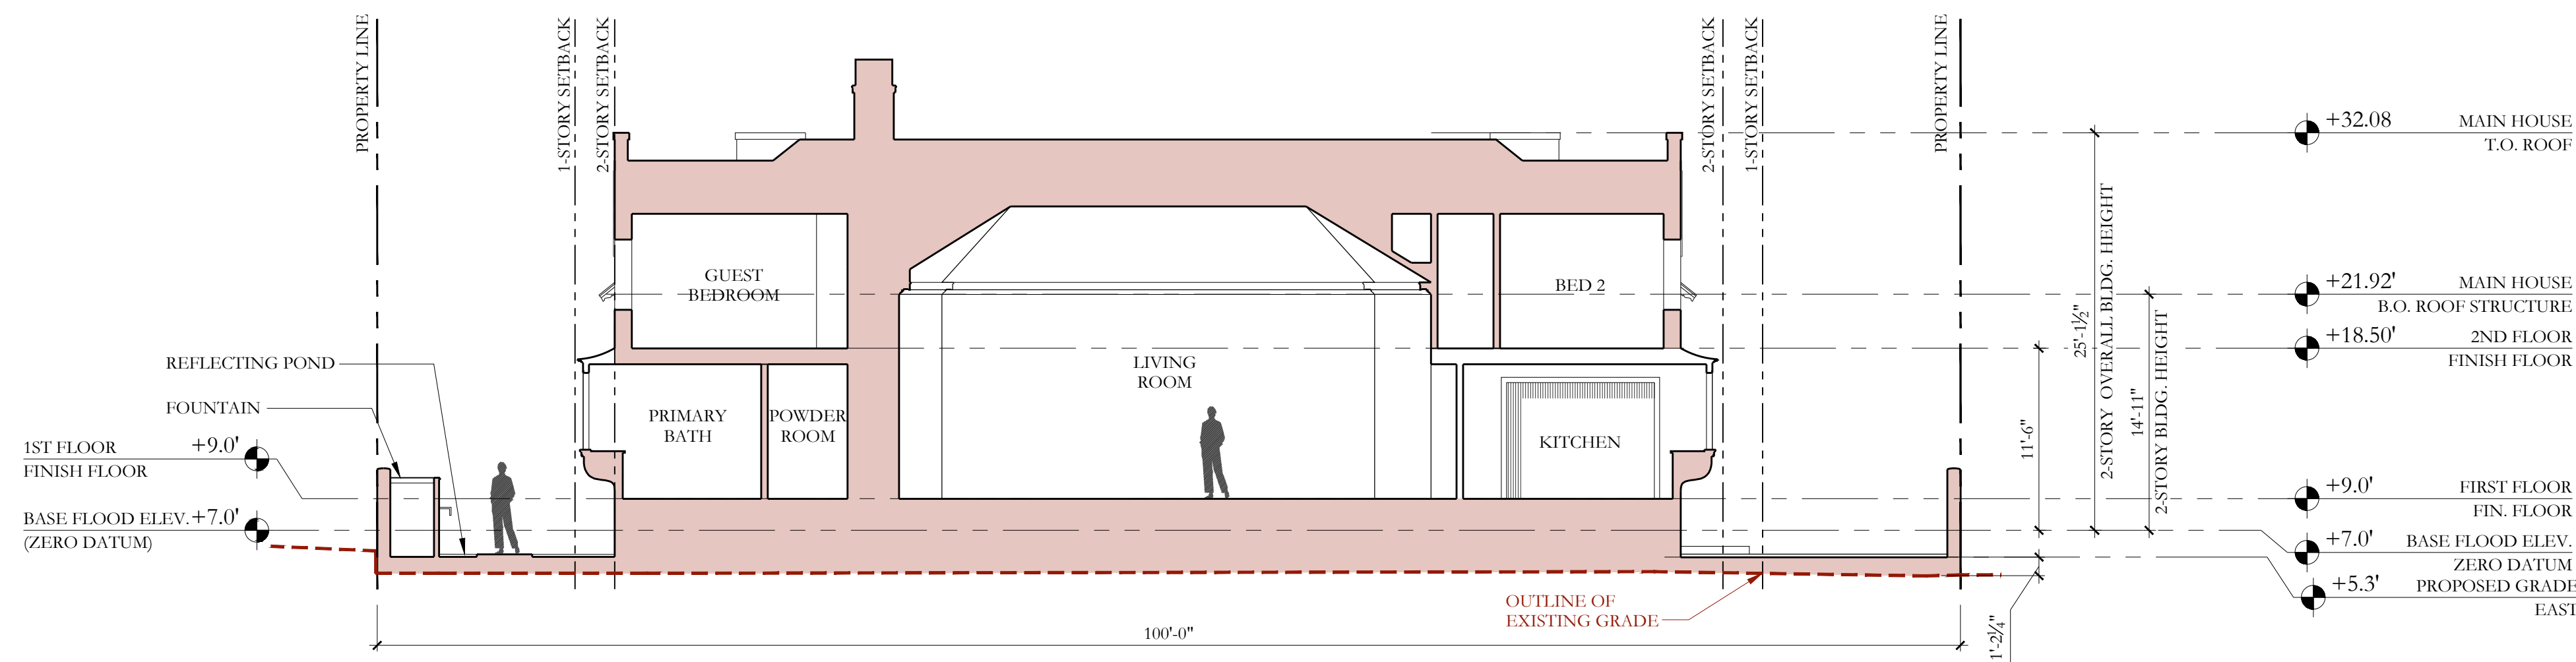 PROPERTY LINE
1-STORY SETBACK
2-STORY SETBACK
2-STORY SETBACK
1-STORY SETBACK
PROPERTY LINE
+32.08 MAIN HOUSE
T.O. ROOF
+21.92' MAIN HOUSE
B.O. ROOF STRUCTURE
+18.50' 2ND FLOOR
FINISH FLOOR
+9.0' FIRST FLOOR
FIN. FLOOR
+7.0' BASE FLOOD ELEV.
ZERO DATUM
+5.3' PROPOSED GRADE
EAST
25'-1½"
2-STORY OVERALL BLDG. HEIGHT
14'-11"
2-STORY BLDG. HEIGHT
11'-6"
1'-2¼"
GUEST
BEDROOM
BED 2
LIVING
ROOM
PRIMARY
BATH
POWDER
ROOM
KITCHEN
REFLECTING POND
FOUNTAIN
1ST FLOOR +9.0'
FINISH FLOOR
BASE FLOOD ELEV. +7.0'
(ZERO DATUM)
OUTLINE OF
EXISTING GRADE
100'-0"